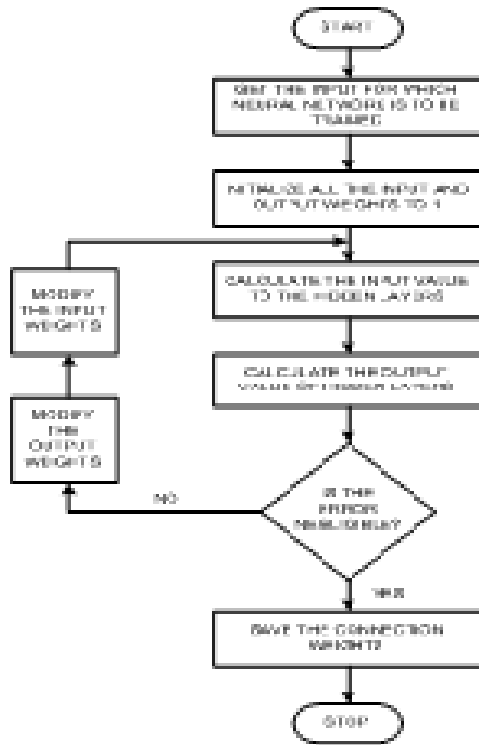 START
GET THE INPUT FOR WHICH
NEURAL NETWORK IS TO BE
TRAINED
INITIALIZE ALL THE INPUT AND
OUTPUT WEIGHTS TO 1
CALCULATE THE INPUT VALUE
TO THE HIDDEN LAYERS
CALCULATE THE OUTPUT
VALUE OF HIDDEN LAYERS
IS THE
ERROR
NO
MODIFY
THE
OUTPUT
WEIGHTS
MODIFY
THE INPUT
WEIGHTS
YES
SAVE THE CONNECTION
WEIGHTS
STOP